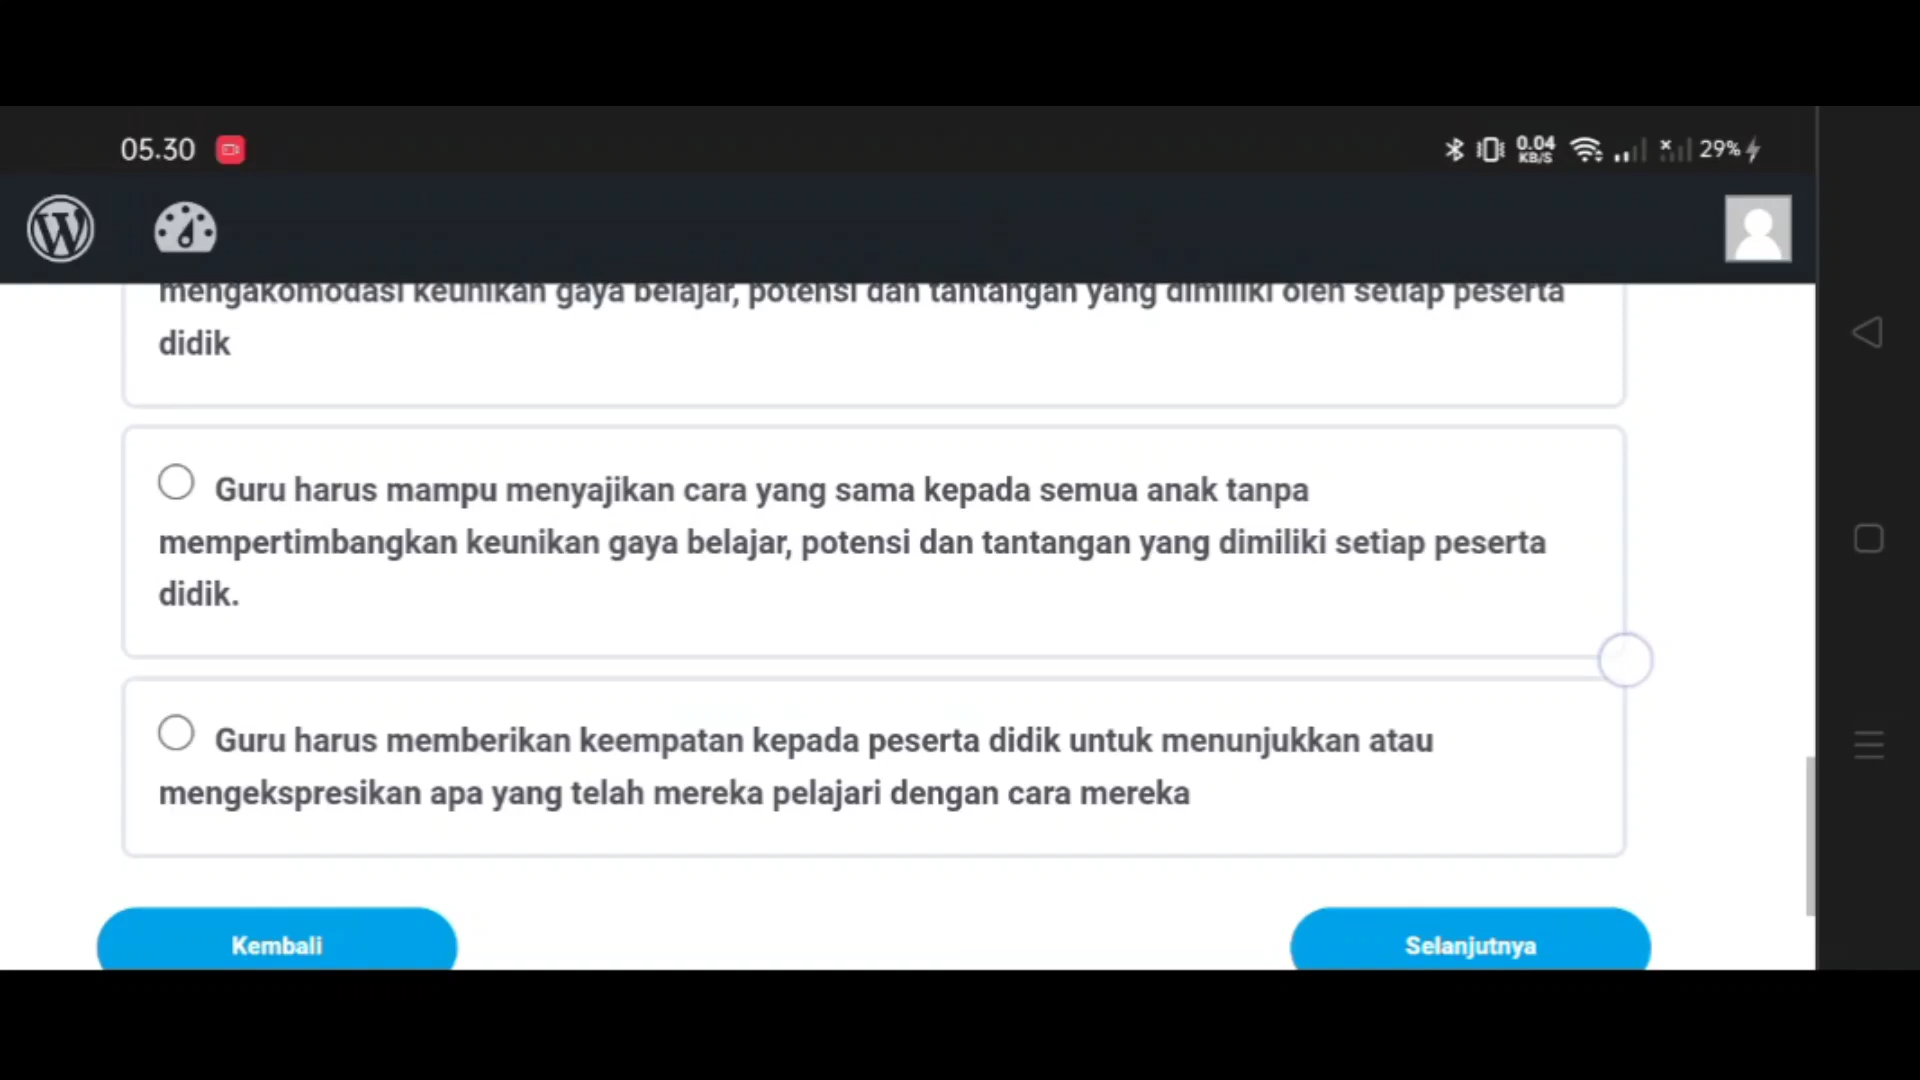 05.30
0.04
KB/S
29%
mengakomodasi keunikan gaya belajar, potensi dan tantangan yang dimiliki oleh setiap peserta
didik
Guru harus mampu menyajikan cara yang sama kepada semua anak tanpa
mempertimbangkan keunikan gaya belajar, potensi dan tantangan yang dimiliki setiap peserta
didik.
Guru harus memberikan keempatan kepada peserta didik untuk menunjukkan atau
mengekspresikan apa yang telah mereka pelajari dengan cara mereka
Kembali
Selanjutnya